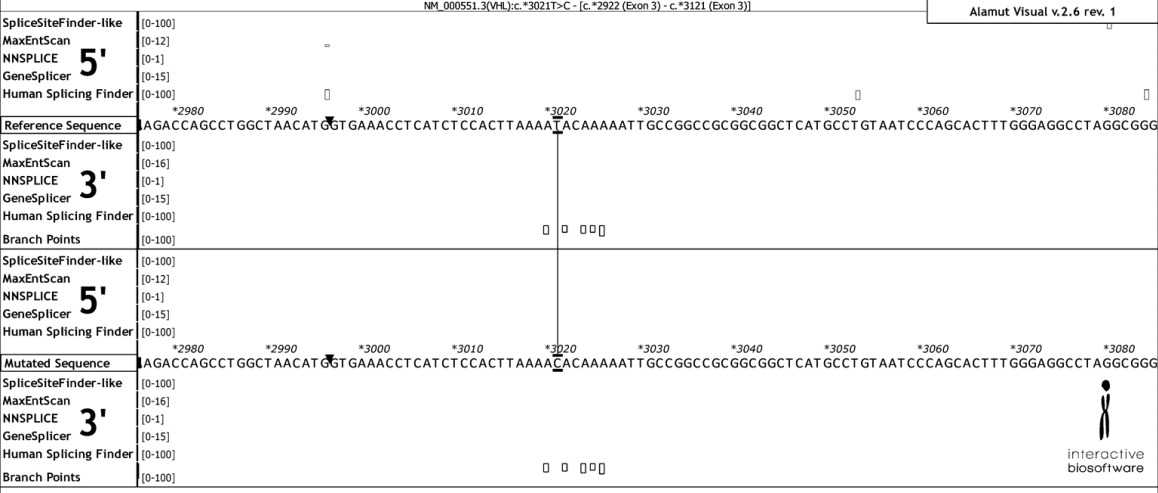 NM_000551.3(VHL):c.*3021T>C - [c.*2922 (Exon 3) - c.*3121 (Exon 3)]
Alamut Visual v.2.6 rev. 1
SpliceSiteFinder-like [0-100]
MaxEntScan [0-12]
NNSPLICE [0-1]
GeneSplicer [0-15]
Human Splicing Finder [0-100]
5'
*2980 *2990 *3000 *3010 *3020 *3030 *3040 *3050 *3060 *3070 *3080
Reference Sequence AGACCAGCCTGGCTAACATGGTGAAACCTCATCTCCACTTAAAATACAAAAATTGCCGGCCGCGGCGGCTCATGCCTGTAATCCCAGCACTTTGGGAGGCCTAGGCGGG
SpliceSiteFinder-like [0-100]
MaxEntScan [0-16]
NNSPLICE [0-1]
GeneSplicer [0-15]
Human Splicing Finder [0-100]
3'
Branch Points [0-100]
SpliceSiteFinder-like [0-100]
MaxEntScan [0-12]
NNSPLICE [0-1]
GeneSplicer [0-15]
Human Splicing Finder [0-100]
5'
*2980 *2990 *3000 *3010 *3020 *3030 *3040 *3050 *3060 *3070 *3080
Mutated Sequence AGACCAGCCTGGCTAACATGGTGAAACCTCATCTCCACTTAAAACACAAAAATTGCCGGCCGCGGCGGCTCATGCCTGTAATCCCAGCACTTTGGGAGGCCTAGGCGGG
SpliceSiteFinder-like [0-100]
MaxEntScan [0-16]
NNSPLICE [0-1]
GeneSplicer [0-15]
Human Splicing Finder [0-100]
3'
Branch Points [0-100]
interactive
biosoftware